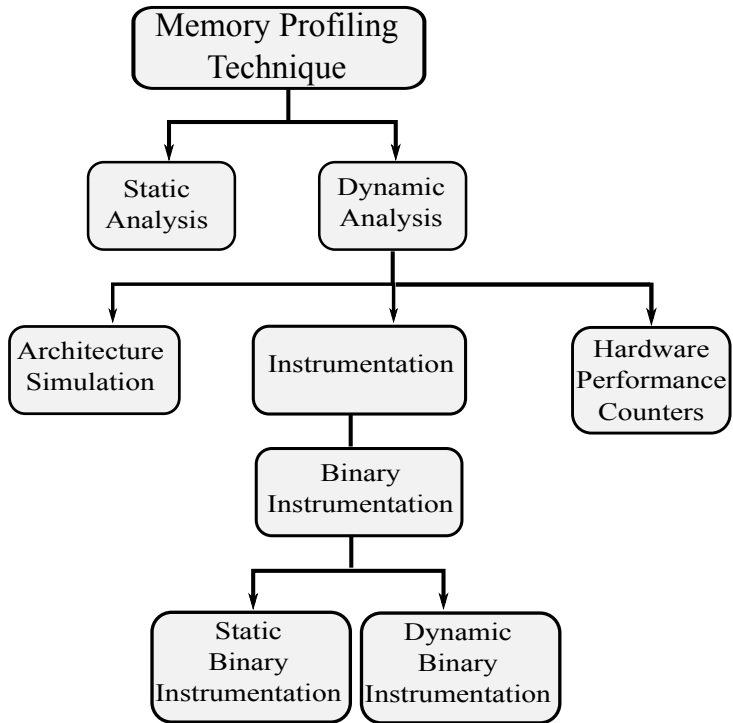 Memory Profiling
Technique
Static
Analysis
Dynamic
Analysis
Architecture
Simulation
Instrumentation
Hardware
Performance
Counters
Binary
Instrumentation
Static
Binary
Instrumentation
Dynamic
Binary
Instrumentation